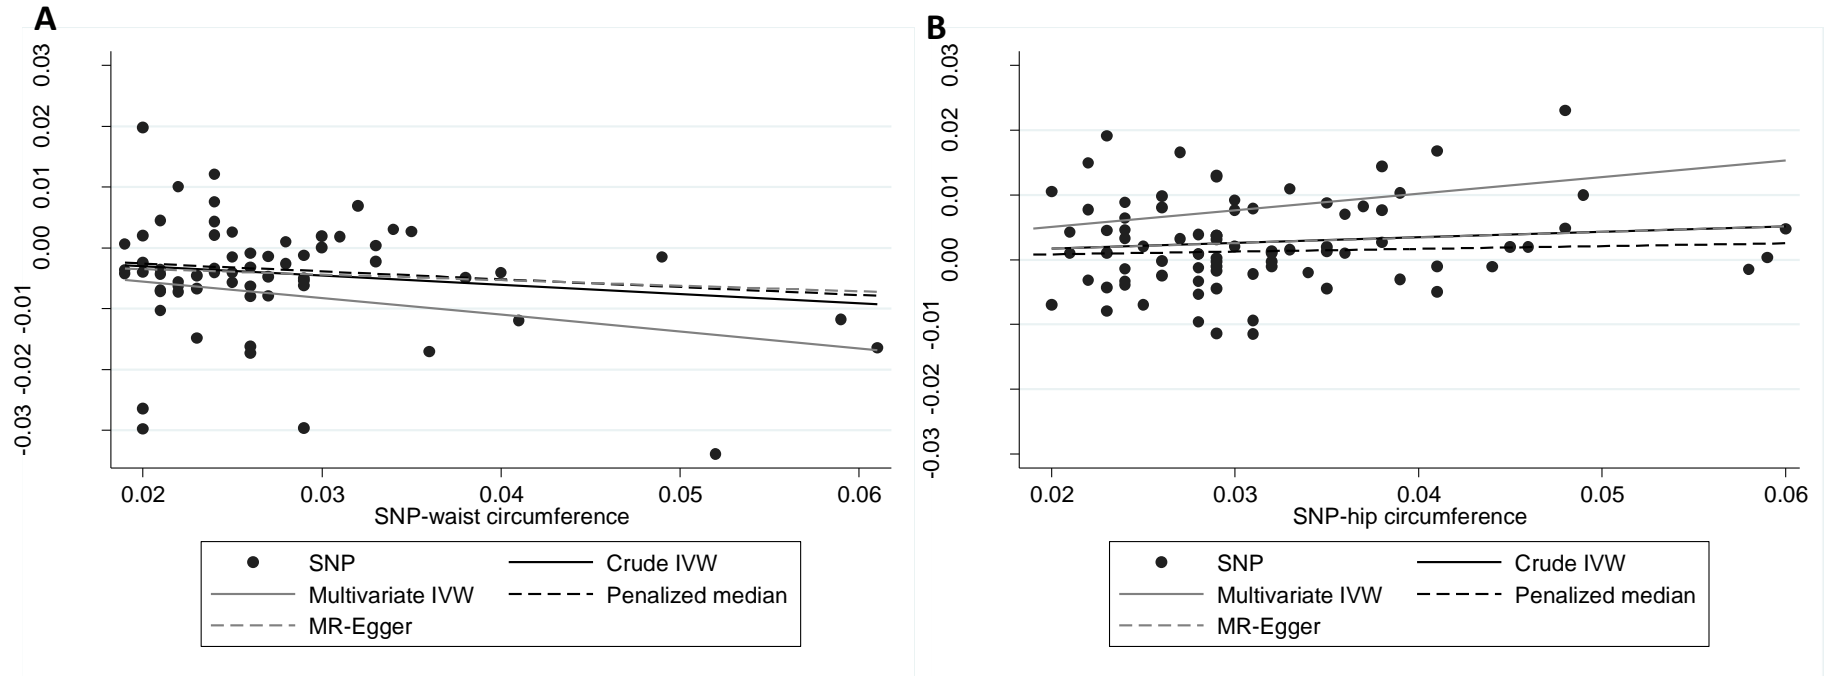 A
0.03
0.02
0.01
0.00
-0.01
-0.02
-0.03
0.02 0.03 0.04 0.05 0.06
SNP-waist circumference
SNP Crude IVW
Multivariate IVW Penalized median
MR-Egger
B
0.03
0.02
0.01
0.00
-0.01
-0.02
-0.03
0.02 0.03 0.04 0.05 0.06
SNP-hip circumference
SNP Crude IVW
Multivariate IVW Penalized median
MR-Egger